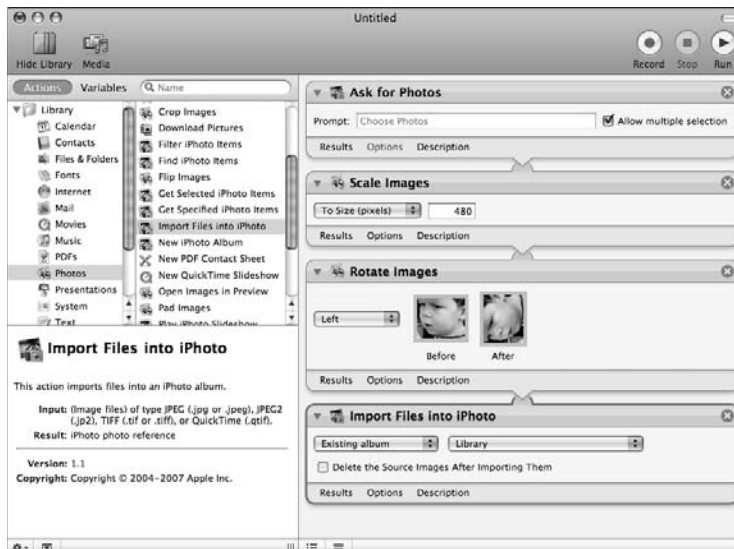 Untitled
Hide Library Media
Record Stop Run
Actions Variables Name
Library
Calendar
Contacts
Files & Folders
Fonts
Internet
Mail
Movies
Music
PDFs
Photos
Presentations
System
Text
Crop Images
Download Pictures
Filter iPhoto Items
Find iPhoto Items
Flip Images
Get Selected iPhoto Items
Get Specified iPhoto Items
Import Files into iPhoto
New iPhoto Album
New PDF Contact Sheet
New QuickTime Slideshow
Open Images in Preview
Pad Images
Play iPhoto Slideshow
Import Files into iPhoto
This action imports files into an iPhoto album.
Input: (Image files) of type JPEG (.jpg or .jpeg), JPEG2
(.jp2), TIFF (.tif or .tiff), or QuickTime (.qtif).
Result: iPhoto photo reference
Version: 1.1
Copyright: Copyright © 2004–2007 Apple Inc.
Ask for Photos
Prompt: Choose Photos Allow multiple selection
Results Options Description
Scale Images
To Size (pixels) 480
Results Options Description
Rotate Images
Left
Before After
Results Options Description
Import Files into iPhoto
Existing album Library
Delete the Source Images After Importing Them
Results Options Description